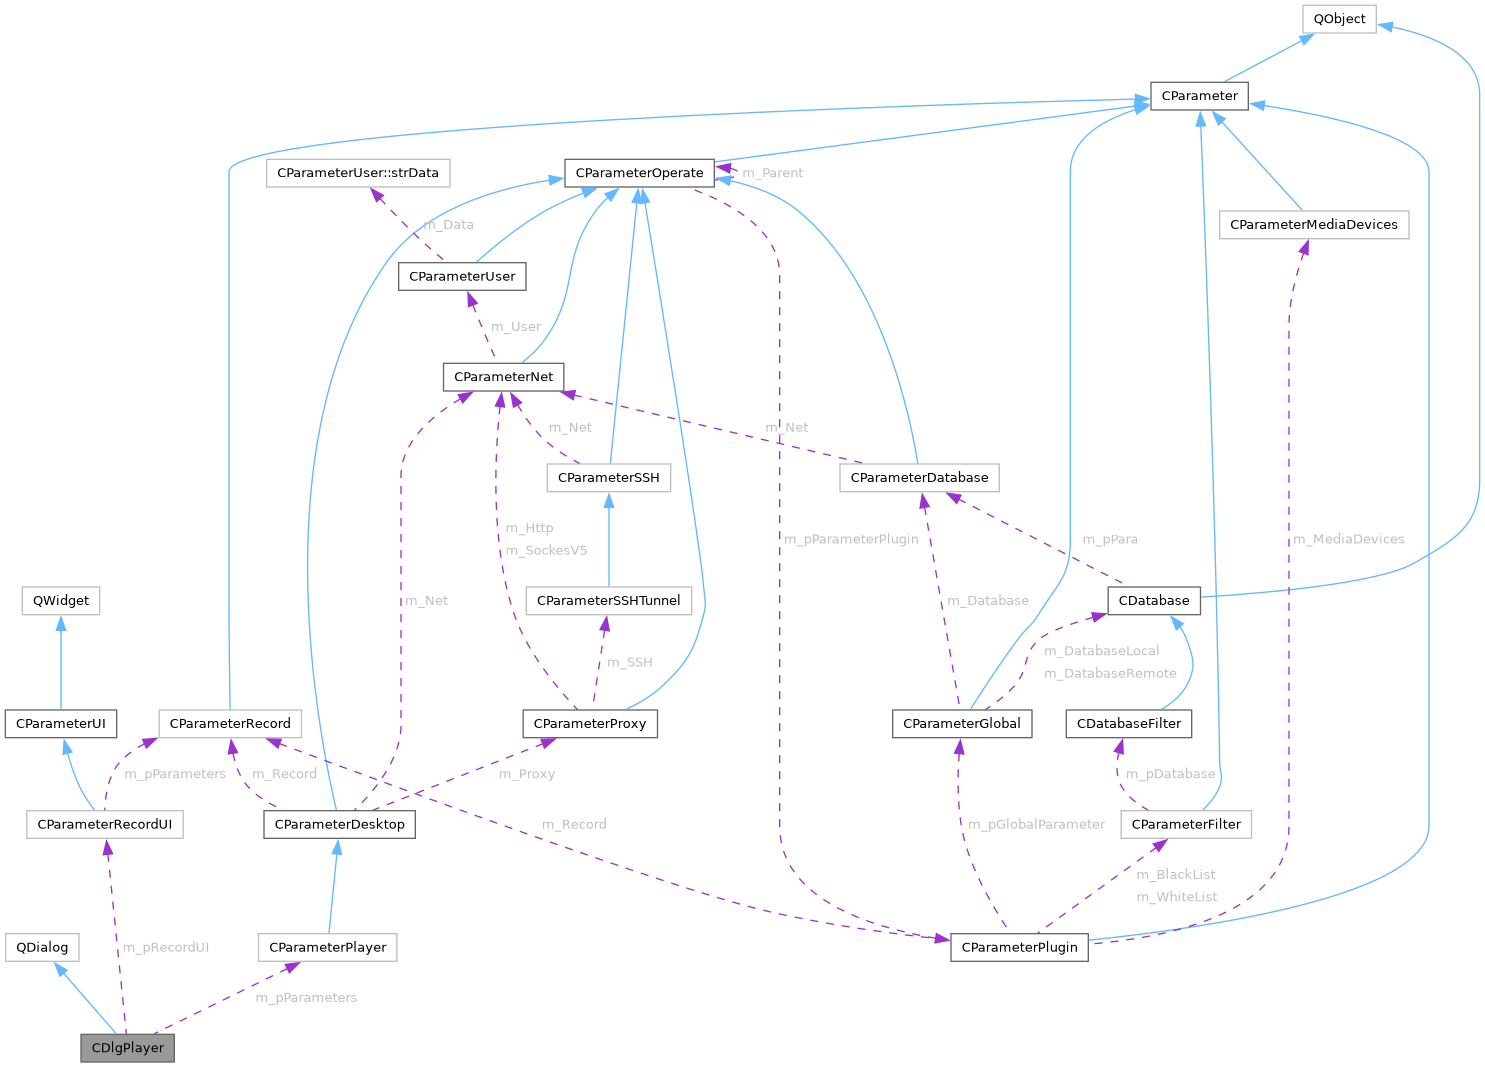 QObject
CParameter
CParameterUser::strData
CParameterOperate
m_Parent
m_Data
CParameterMediaDevices
CParameterUser
m_User
CParameterNet
m_Net
m_Net
CParameterSSH
CParameterDatabase
m_Http
m_SockesV5
m_pParameterPlugin
m_pPara
m_MediaDevices
QWidget
m_Net
CParameterSSHTunnel
m_Database
CDatabase
m_SSH
m_DatabaseLocal
m_DatabaseRemote
CParameterUI
CParameterRecord
CParameterProxy
CParameterGlobal
CDatabaseFilter
m_pParameters
m_Record
m_Proxy
m_pDatabase
CParameterRecordUI
CParameterDesktop
m_Record
m_pGlobalParameter
CParameterFilter
m_BlackList
m_WhiteList
QDialog
m_pRecordUI
CParameterPlayer
CParameterPlugin
m_pParameters
CDlgPlayer